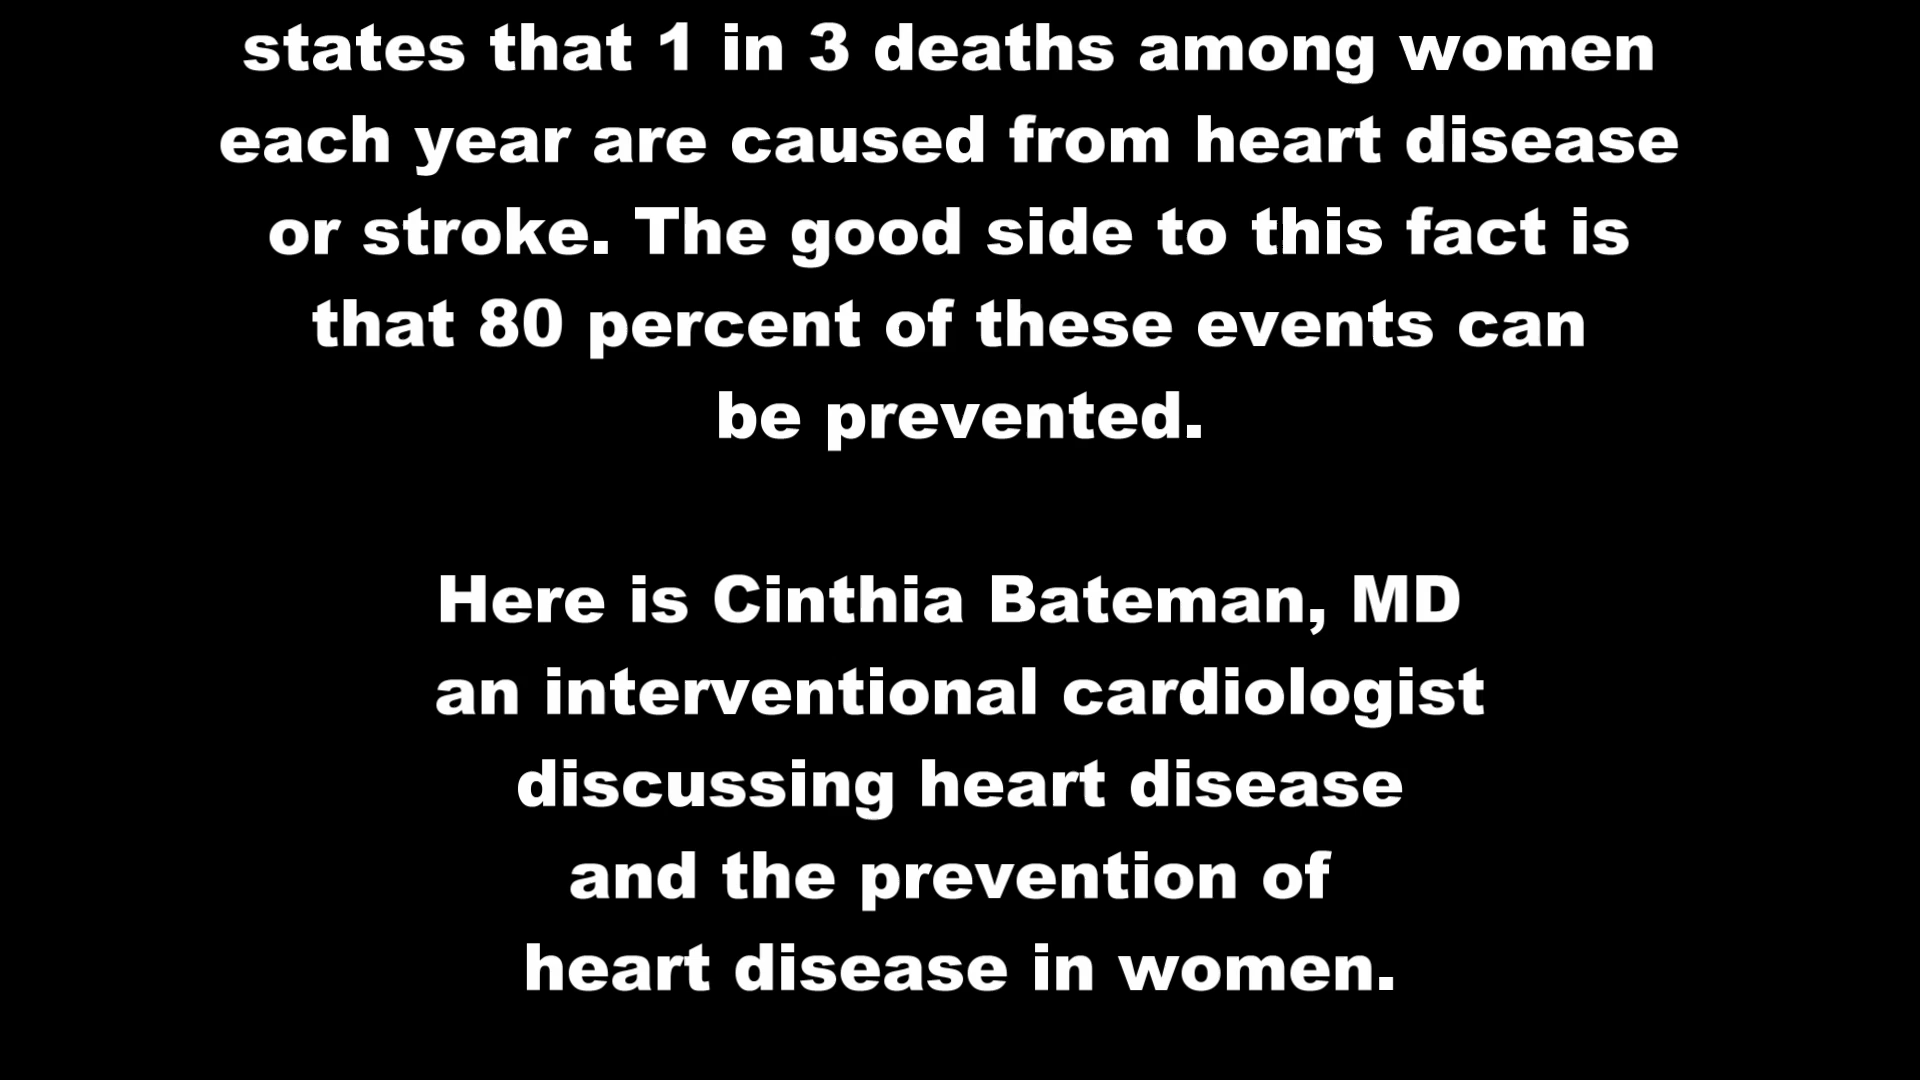 states that 1 in 3 deaths among women
each year are caused from heart disease
or stroke. The good side to this fact is
that 80 percent of these events can
be prevented.
Here is Cinthia Bateman, MD
an interventional cardiologist
discussing heart disease
and the prevention of
heart disease in women.